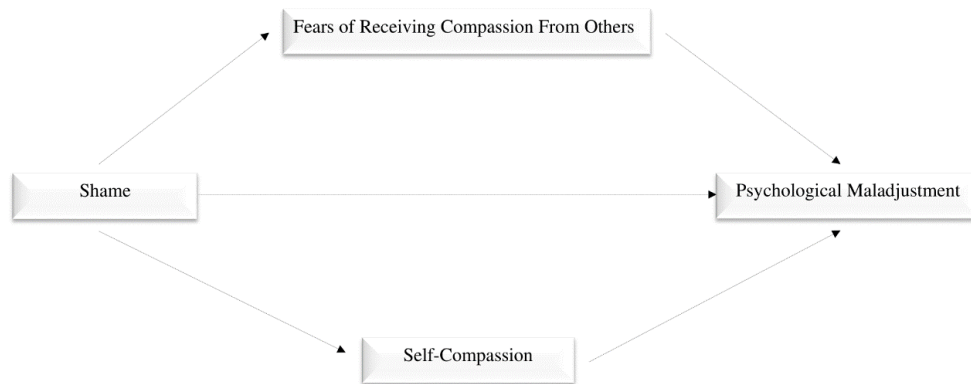 Fears of Receiving Compassion From Others
Shame
Psychological Maladjustment
Self-Compassion